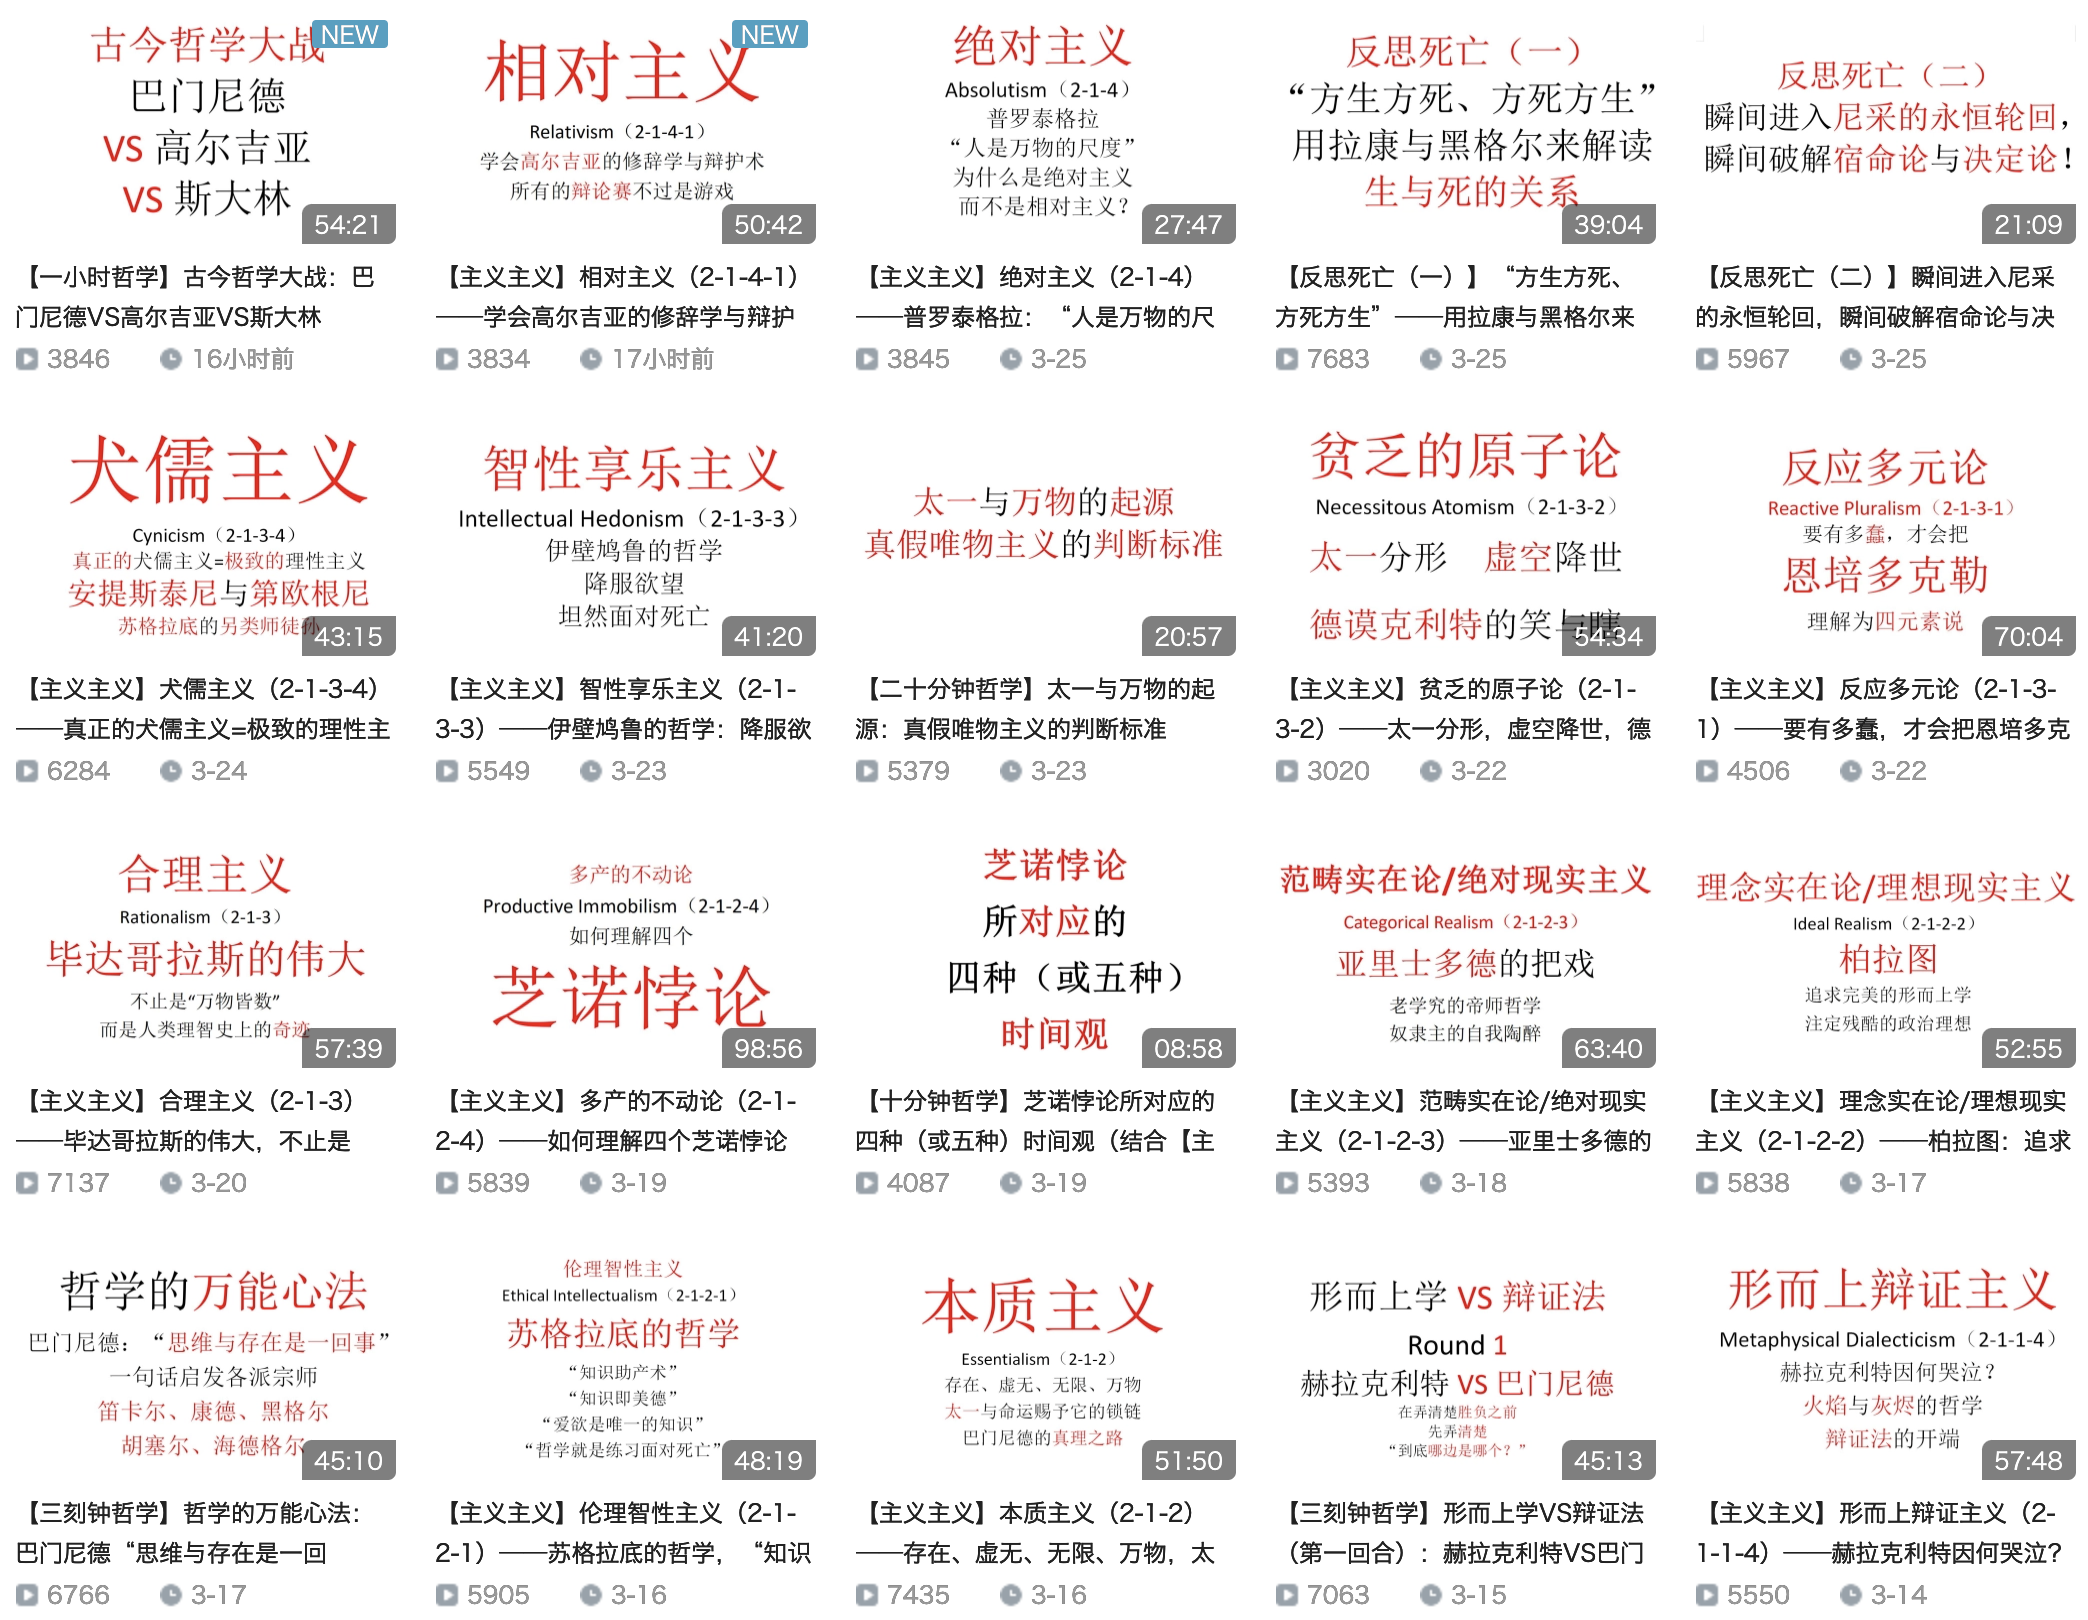 古今哲学大战
NEW
巴门尼德
VS 高尔吉亚
VS 斯大林
54:21
【一小时哲学】古今哲学大战：巴
门尼德VS高尔吉亚VS斯大林
3846
16小时前
相对主义
NEW
Relativism（2-1-4-1）
学会高尔吉亚的修辞学与辩护术
所有的辩论赛不过是游戏
50:42
【主义主义】相对主义（2-1-4-1）
——学会高尔吉亚的修辞学与辩护
3834
17小时前
绝对主义
Absolutism（2-1-4）
普罗泰格拉
“人是万物的尺度”
为什么是绝对主义
而不是相对主义？
27:47
【主义主义】绝对主义（2-1-4）
——普罗泰格拉：“人是万物的尺
3845
3-25
反思死亡（一）
“方生方死、方死方生”
用拉康与黑格尔来解读
生与死的关系
39:04
【反思死亡（一）】“方生方死、
方死方生”——用拉康与黑格尔来
7683
3-25
反思死亡（二）
瞬间进入尼采的永恒轮回，
瞬间破解宿命论与决定论！
21:09
【反思死亡（二）】瞬间进入尼采
的永恒轮回，瞬间破解宿命论与决
5967
3-25
犬儒主义
Cynicism（2-1-3-4）
真正的犬儒主义=极致的理性主义
安提斯泰尼与第欧根尼
苏格拉底的另类师徒孙
43:15
【主义主义】犬儒主义（2-1-3-4）
——真正的犬儒主义=极致的理性主
6284
3-24
智性享乐主义
Intellectual Hedonism（2-1-3-3）
伊壁鸠鲁的哲学
降服欲望
坦然面对死亡
41:20
【主义主义】智性享乐主义（2-1-
3-3）——伊壁鸠鲁的哲学：降服欲
5549
3-23
太一与万物的起源
真假唯物主义的判断标准
20:57
【二十分钟哲学】太一与万物的起
源：真假唯物主义的判断标准
5379
3-23
贫乏的原子论
Necessitous Atomism（2-1-3-2）
太一分形 虚空降世
德谟克利特的笑与瞎
54:34
【主义主义】贫乏的原子论（2-1-
3-2）——太一分形，虚空降世，德
3020
3-22
反应多元论
Reactive Pluralism（2-1-3-1）
要有多蠢，才会把
恩培多克勒
理解为四元素说
70:04
【主义主义】反应多元论（2-1-3-
1）——要有多蠢，才会把恩培多克
4506
3-22
合理主义
Rationalism（2-1-3）
毕达哥拉斯的伟大
不止是“万物皆数”
而是人类理智史上的奇迹
57:39
【主义主义】合理主义（2-1-3）
——毕达哥拉斯的伟大，不止是
7137
3-20
多产的不动论
Productive Immobilism（2-1-2-4）
如何理解四个
芝诺悖论
98:56
【主义主义】多产的不动论（2-1-
2-4）——如何理解四个芝诺悖论
5839
3-19
芝诺悖论
所对应的
四种（或五种）
时间观
08:58
【十分钟哲学】芝诺悖论所对应的
四种（或五种）时间观（结合【主
4087
3-19
范畴实在论/绝对现实主义
Categorical Realism（2-1-2-3）
亚里士多德的把戏
老学究的帝师哲学
奴隶主的自我陶醉
63:40
【主义主义】范畴实在论/绝对现实
主义（2-1-2-3）——亚里士多德的
5393
3-18
理念实在论/理想现实主义
Ideal Realism（2-1-2-2）
柏拉图
追求完美的形而上学
注定残酷的政治理想
52:55
【主义主义】理念实在论/理想现实
主义（2-1-2-2）——柏拉图：追求
5838
3-17
哲学的万能心法
巴门尼德：“思维与存在是一回事”
一句话启发各派宗师
笛卡尔、康德、黑格尔
胡塞尔、海德格尔
45:10
【三刻钟哲学】哲学的万能心法：
巴门尼德“思维与存在是一回
6766
3-17
伦理智性主义
Ethical Intellectualism（2-1-2-1）
苏格拉底的哲学
“知识助产术”
“知识即美德”
“爱欲是唯一的知识”
“哲学就是练习面对死亡”
48:19
【主义主义】伦理智性主义（2-1-
2-1）——苏格拉底的哲学，“知识
5905
3-16
本质主义
Essentialism（2-1-2）
存在、虚无、无限、万物
太一与命运赐予它的锁链
巴门尼德的真理之路
51:50
【主义主义】本质主义（2-1-2）
——存在、虚无、无限、万物，太
7435
3-16
形而上学 VS 辩证法
Round 1
赫拉克利特 VS 巴门尼德
在弄清楚胜负之前
先弄清楚
“到底哪边是哪个？”
45:13
【三刻钟哲学】形而上学VS辩证法
（第一回合）：赫拉克利特VS巴门
7063
3-15
形而上辩证主义
Metaphysical Dialecticism（2-1-1-4）
赫拉克利特因何哭泣？
火焰与灰烬的哲学
辩证法的开端
57:48
【主义主义】形而上辩证主义（2-
1-1-4）——赫拉克利特因何哭泣？
5550
3-14